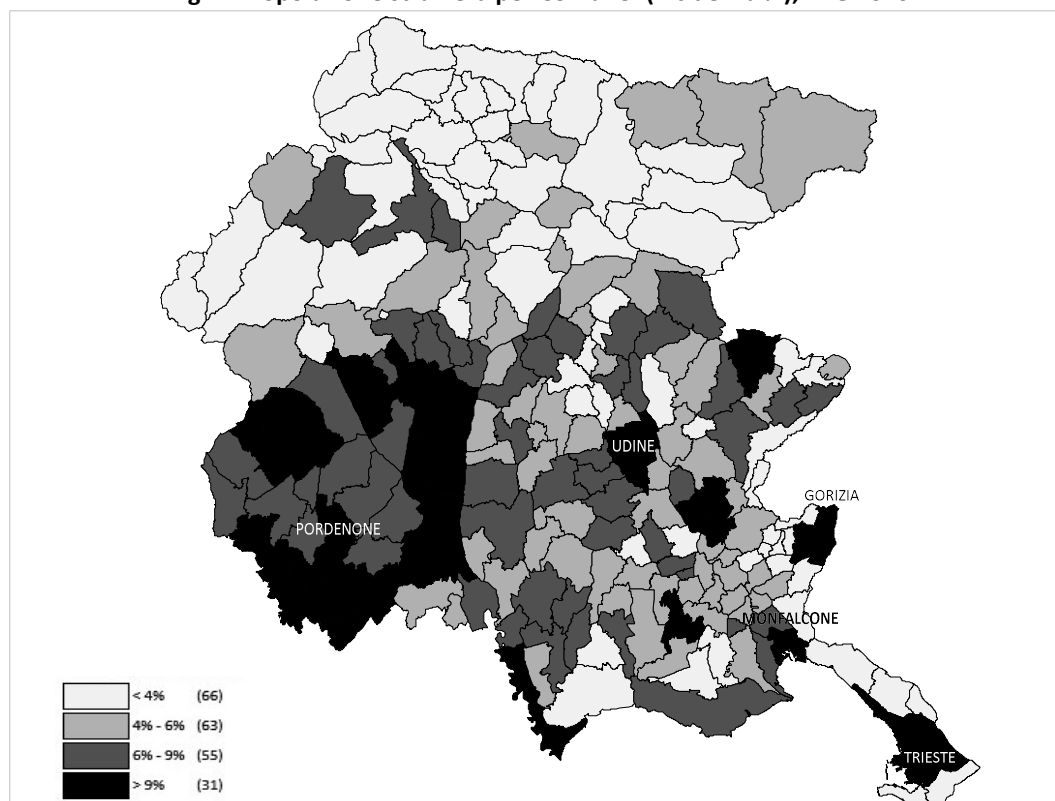 UDINE
GORIZIA
PORDENONE
MONFALCONE
TRIESTE
< 4% (66)
4% - 6% (63)
6% - 9% (55)
> 9% (31)